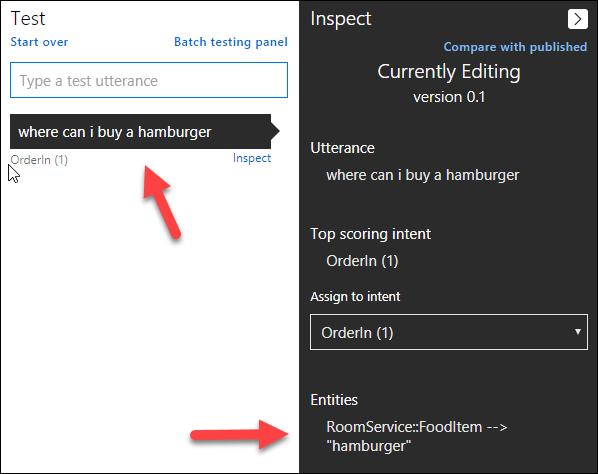 Test
Start over
Batch testing panel
Type a test utterance
where can i buy a hamburger
OrderIn (1)
Inspect
Inspect
Compare with published
Currently Editing
version 0.1
Utterance
where can i buy a hamburger
Top scoring intent
OrderIn (1)
Assign to intent
OrderIn (1)
Entities
RoomService::FoodItem -->
"hamburger"